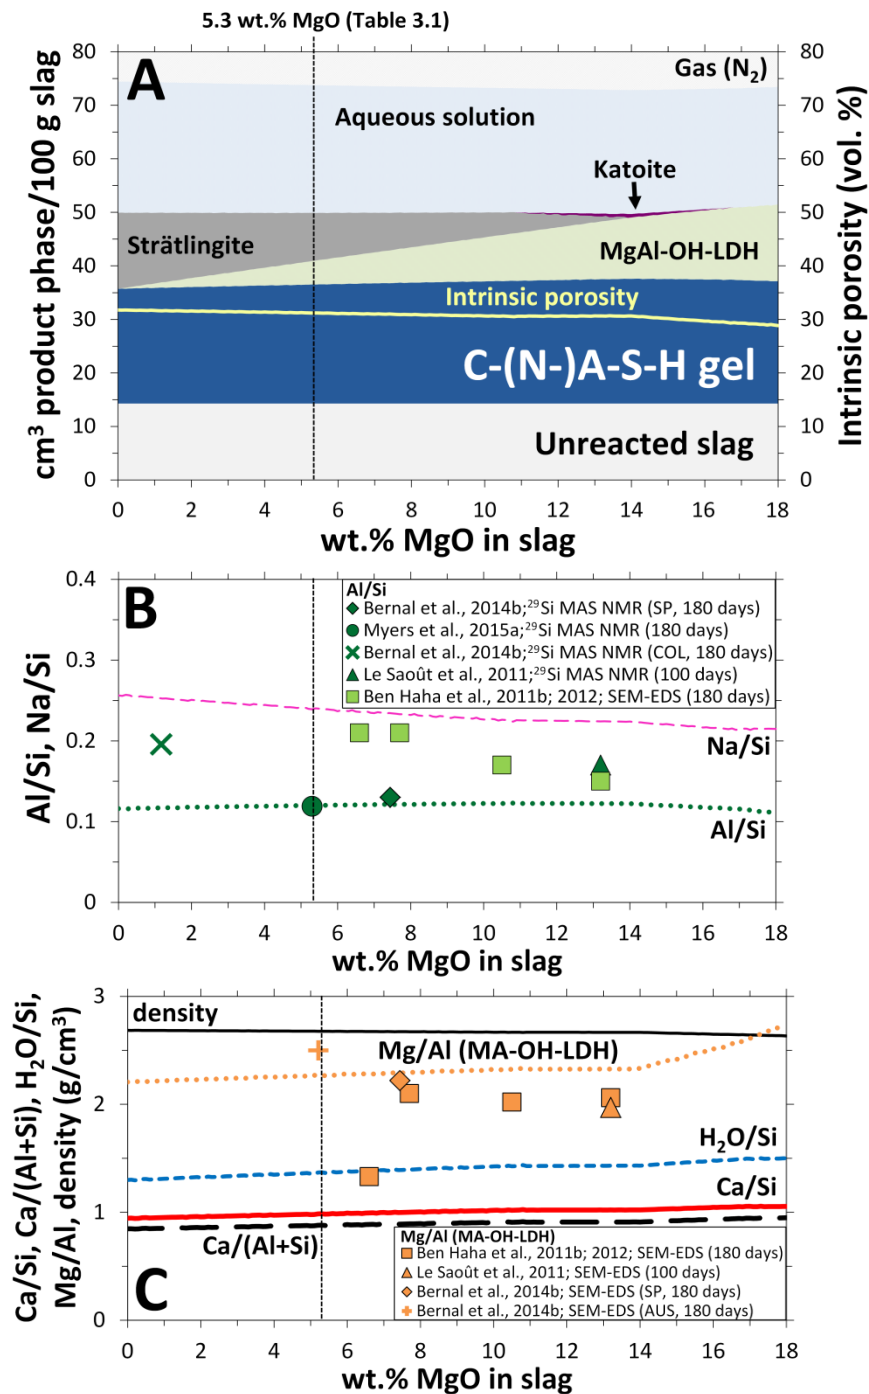 5.3 wt.% MgO (Table 3.1)
A
Gas (N₂)
Aqueous solution
Katoite
Strätlingite
MgAl-OH-LDH
Intrinsic porosity
C-(N-)A-S-H gel
Unreacted slag
cm³ product phase/100 g slag
Intrinsic porosity (vol. %)
80
70
60
50
40
30
20
10
0
80
70
60
50
40
30
20
10
0
0 2 4 6 8 10 12 14 16 18
wt.% MgO in slag
B
Al/Si
Bernal et al., 2014b;²⁹Si MAS NMR (SP, 180 days)
Myers et al., 2015a;²⁹Si MAS NMR (180 days)
Bernal et al., 2014b;²⁹Si MAS NMR (COL, 180 days)
Le Saoût et al., 2011;²⁹Si MAS NMR (100 days)
Ben Haha et al., 2011b; 2012; SEM-EDS (180 days)
Na/Si
Al/Si
Al/Si, Na/Si
0.4
0.3
0.2
0.1
0
0 2 4 6 8 10 12 14 16 18
wt.% MgO in slag
density
Mg/Al (MA-OH-LDH)
H₂O/Si
Ca/Si
Ca/(Al+Si)
C
Mg/Al (MA-OH-LDH)
Ben Haha et al., 2011b; 2012; SEM-EDS (180 days)
Le Saoût et al., 2011; SEM-EDS (100 days)
Bernal et al., 2014b; SEM-EDS (SP, 180 days)
Bernal et al., 2014b; SEM-EDS (AUS, 180 days)
Ca/Si, Ca/(Al+Si), H₂O/Si,
Mg/Al, density (g/cm³)
3
2
1
0
0 2 4 6 8 10 12 14 16 18
wt.% MgO in slag